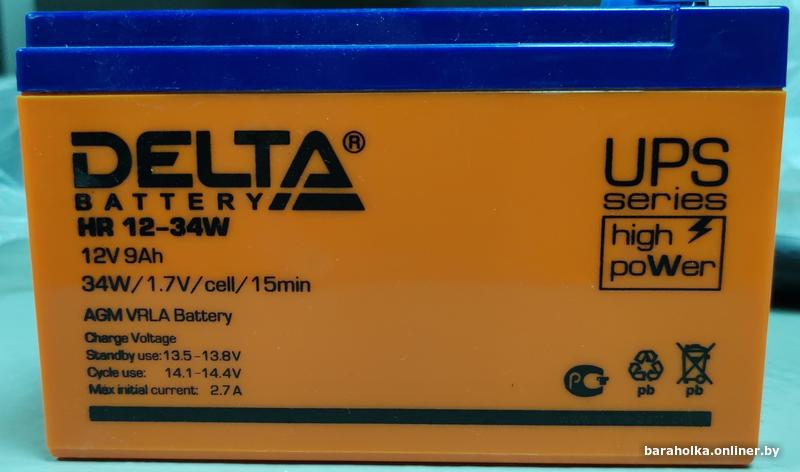 DELTA®
BATTERY
HR 12-34W
12V 9Ah
34W/1.7V/cell/15min
AGM VRLA Battery
Charge Voltage
Standby use: 13.5-13.8V
Cycle use: 14.1-14.4V
Max initial current: 2.7A
UPS
series
high
poWer
РСТ
pb
pb
baraholka.onliner.by